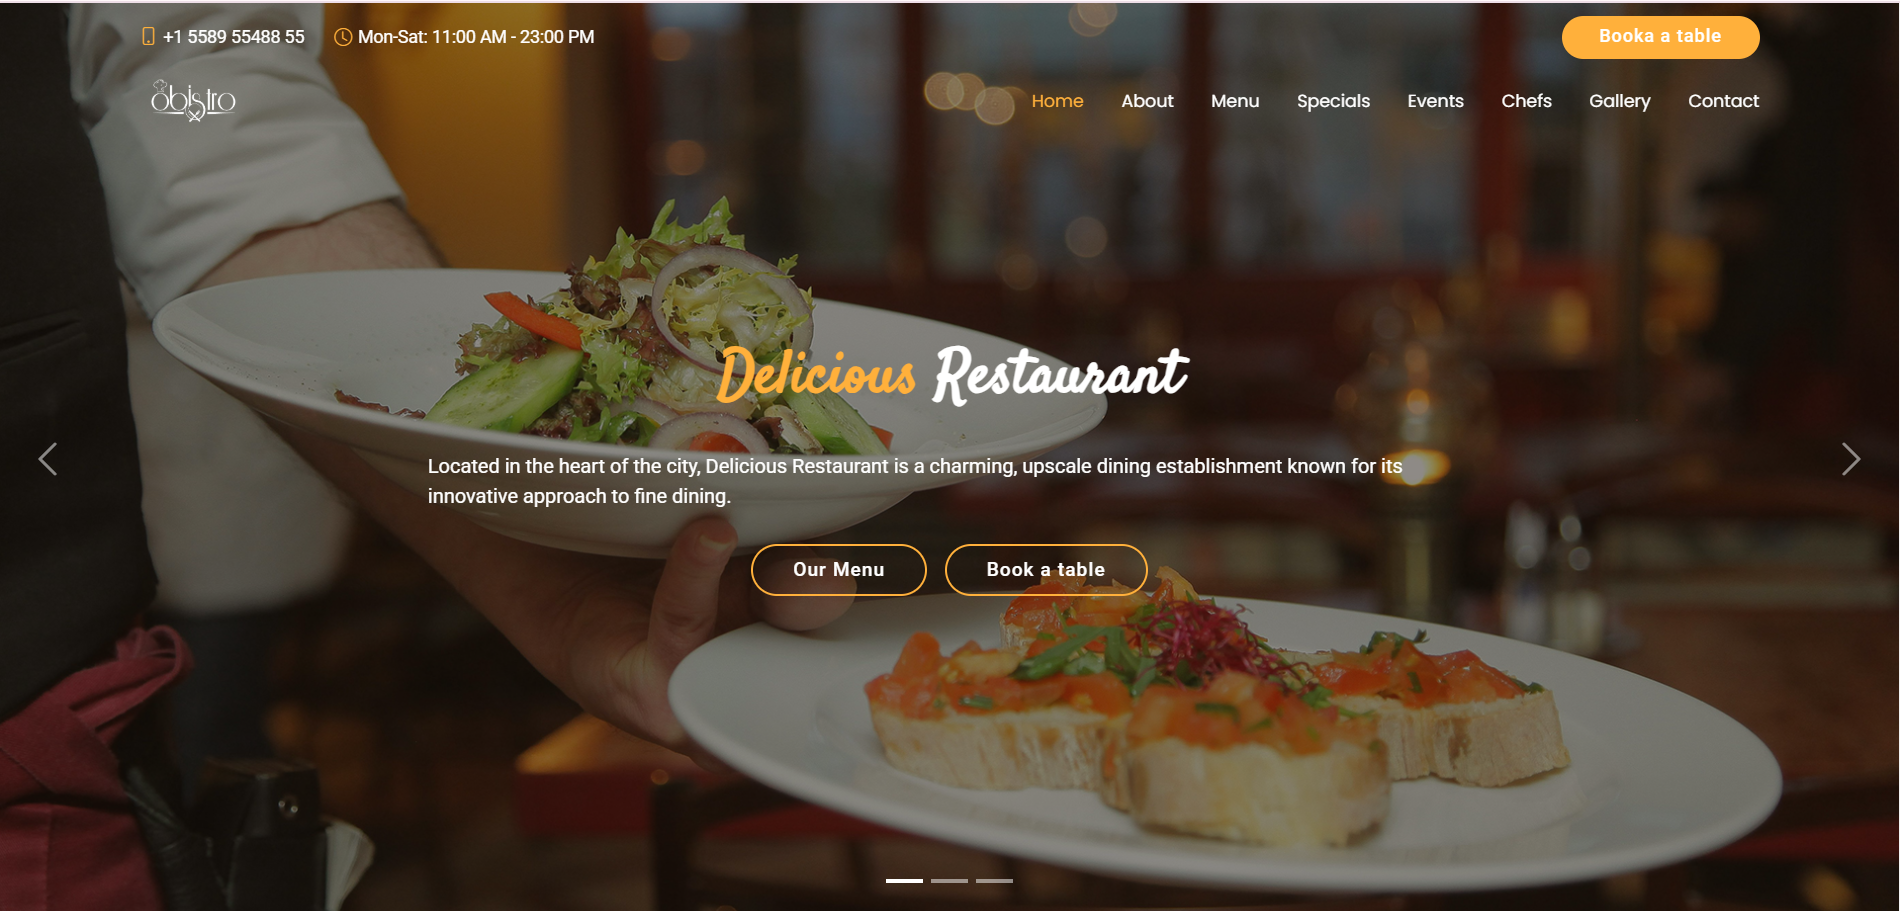 +1 5589 55488 55 Mon-Sat: 11:00 AM - 23:00 PM Booka a table
obistro Home About Menu Specials Events Chefs Gallery Contact
Delicious Restaurant
Located in the heart of the city, Delicious Restaurant is a charming, upscale dining establishment known for its
innovative approach to fine dining.
Our Menu Book a table